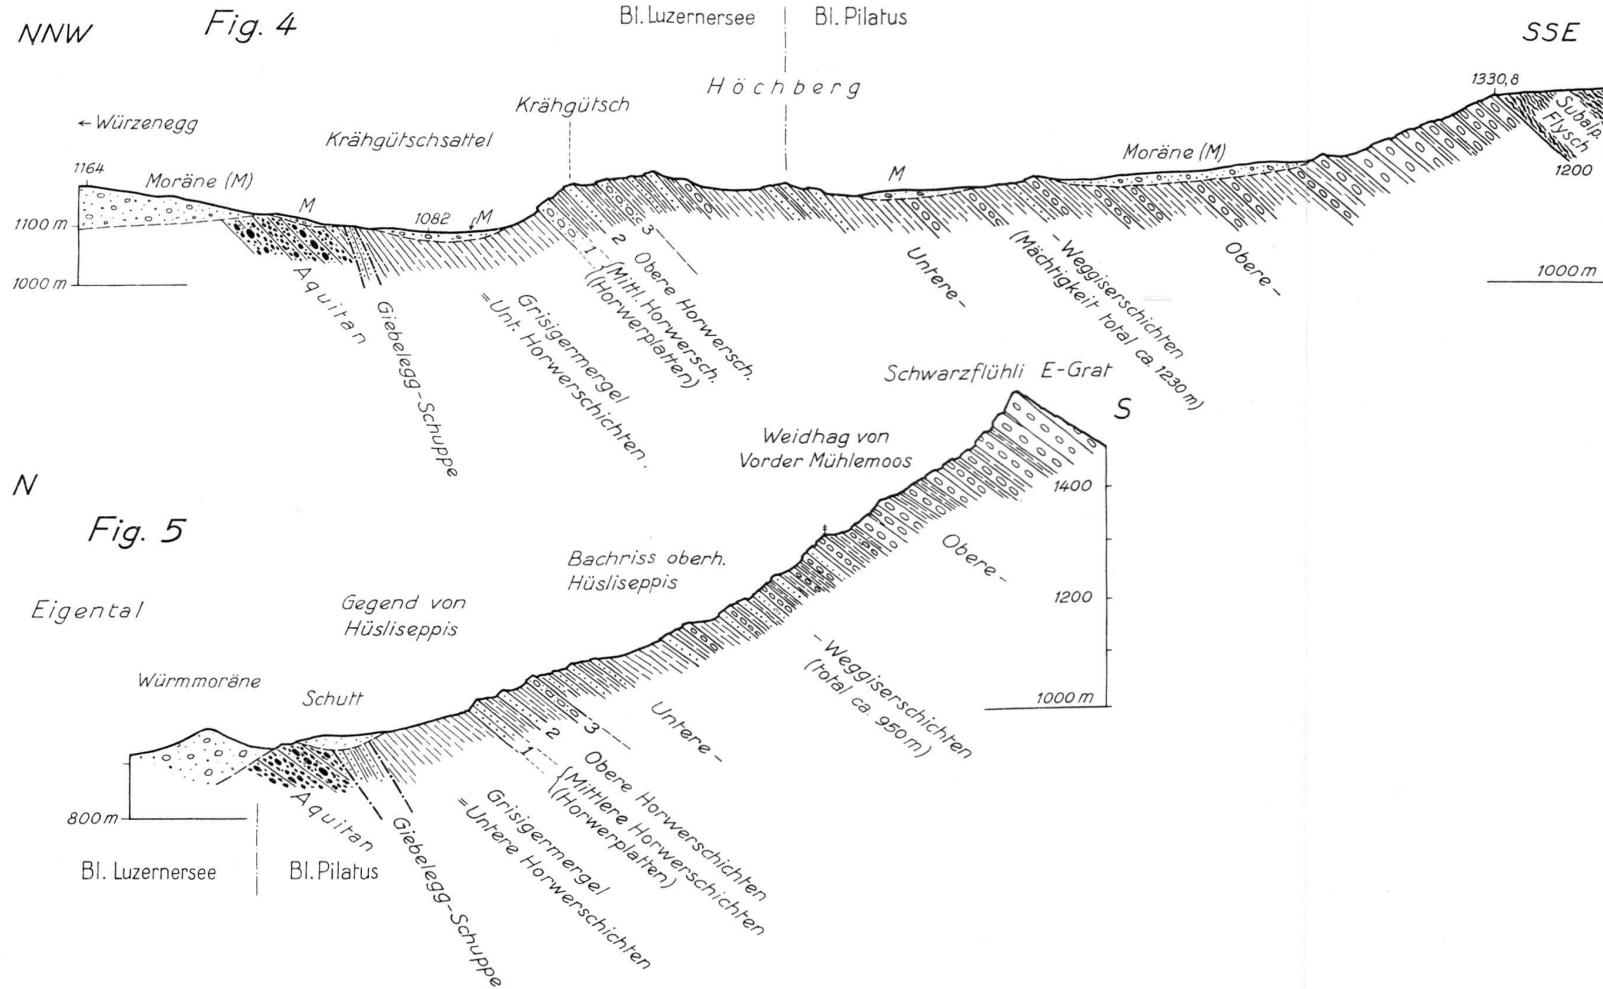 NNW
Fig. 4
Bl. Luzernersee
Bl. Pilatus
SSE
Höchberg
1330,8
Krähgütsch
← Würzenegg
Krähgütschsattel
Subalp.
Flysch
1164
Moräne (M)
M
1082
M
M
Moräne (M)
1200
1100 m
1000 m
1000 m
1
2
3
Aquitan
Giebelegg-Schuppe
Grisigermergel
=Unt. Horwerschichten.
Obere Horwersch.
Mittl. Horwersch.
(Horwerplatten)
Untere-
-Weggiserschichten
(Mächtigkeit total ca. 1230 m)
Obere-
Schwarzflühli E-Grat
S
Weidhag von
Vorder Mühlemoos
N
Fig. 5
1400
Bachriss oberh.
Hüsliseppis
Obere-
Eigental
Gegend von
Hüsliseppis
1200
Würmmoräne
Schutt
-Weggiserschichten
(total ca. 950 m)
1000 m
Untere-
1
2
3
800 m
Aquitan
Giebelegg-Schuppe
Grisigermergel
=Untere Horwerschichten
Obere Horwerschichten
Mittlere Horwerschichten
(Horwerplatten)
Bl. Luzernersee
Bl. Pilatus